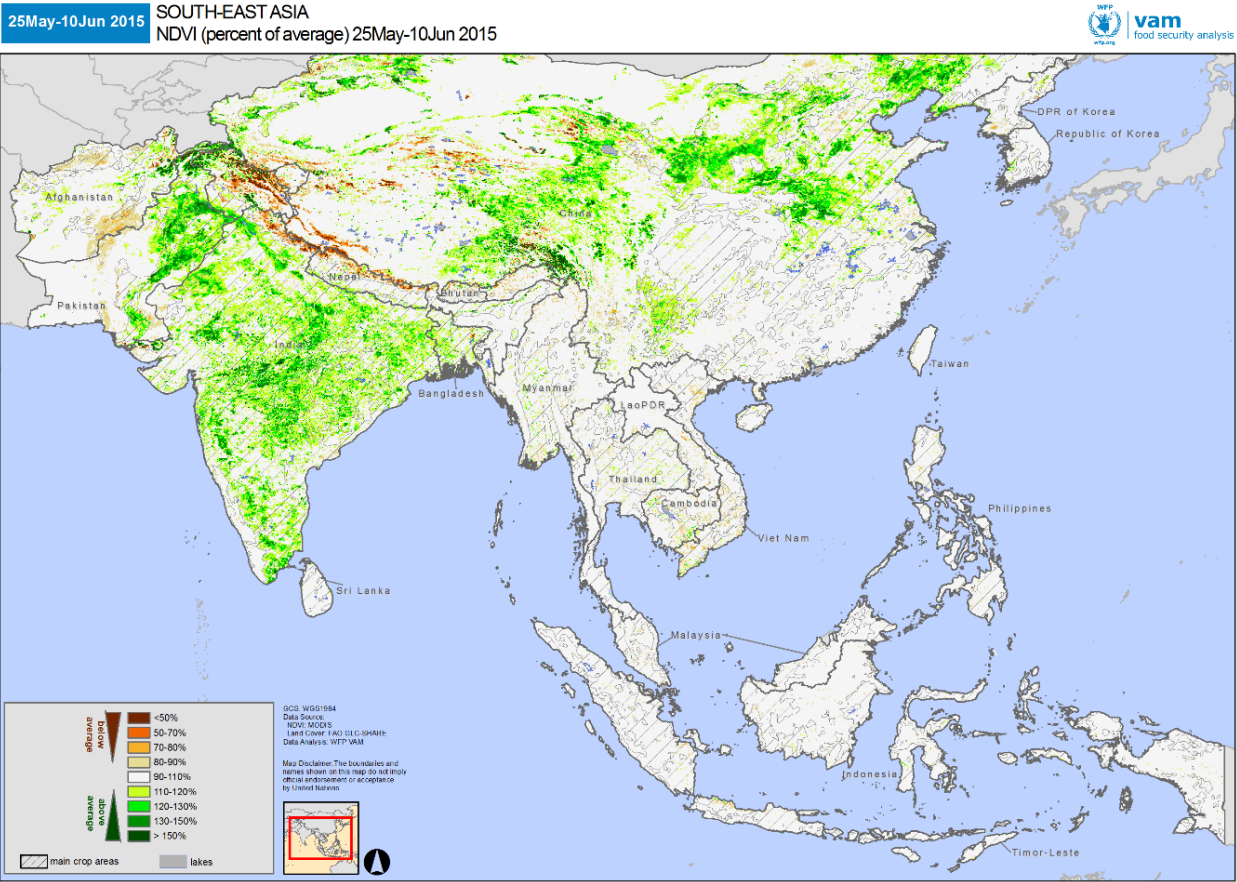 25May-10Jun 2015
SOUTH-EAST ASIA
NDVI (percent of average) 25May-10Jun 2015
WFP
wfp.org
vam
food security analysis
DPR of Korea
Republic of Korea
Afghanistan
China
Nepal
Bhutan
Pakistan
India
Taiwan
Bangladesh
Myanmar
LaoPDR
Thailand
Cambodia
Philippines
Viet Nam
Sri Lanka
Malaysia
Indonesia
Timor-Leste
below
average
above
average
<50%
50-70%
70-80%
80-90%
90-110%
110-120%
120-130%
130-150%
> 150%
main crop areas
lakes
GCS: WGS1984
Data Source:
NDVI: MODIS
Land Cover: FAO GLC-SHARE
Data Analysis: WFP VAM
Map Disclaimer:The boundaries and
names shown on this map do not imply
official endorsement or acceptance
by United Nations.